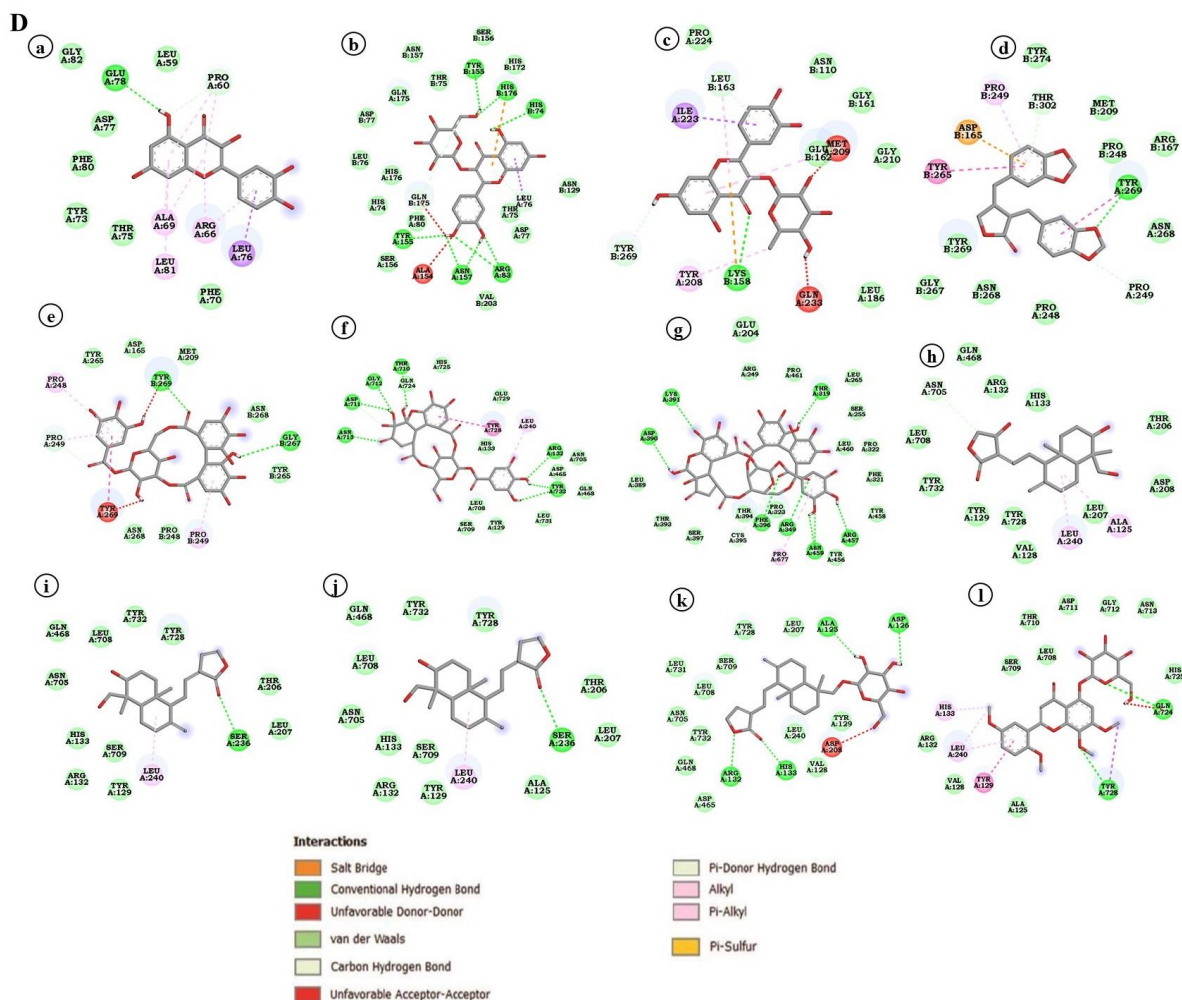 D
a
GLY
A:82
LEU
A:59
GLU
A:78
PRO
A:60
ASP
A:77
PHE
A:80
TYR
A:73
THR
A:75
ALA
A:69
ARG
A:66
LEU
A:76
LEU
A:81
PHE
A:70
b
SER
B:156
ASN
B:157
TYR
B:155
HIS
B:172
THR
B:75
GLN
A:175
HIS
B:176
HIS
B:74
ASP
B:77
LEU
B:76
HIS
A:176
GLN
B:175
ASN
B:129
LEU
A:76
HIS
A:74
PHE
A:80
THR
A:75
TYR
A:155
ASP
A:77
SER
A:156
ALA
A:154
ASN
A:157
ARG
A:83
VAL
B:203
c
PRO
A:224
LEU
B:163
ASN
B:110
ILE
A:223
GLY
B:161
GLU
B:162
MET
A:209
GLY
A:210
TYR
B:269
TYR
A:208
LYS
B:158
GLN
A:233
LEU
A:186
GLU
A:204
d
TYR
B:274
PRO
B:249
THR
B:302
MET
B:209
ASP
B:165
PRO
B:248
ARG
B:167
TYR
B:265
TYR
A:269
TYR
B:269
ASN
A:268
GLY
B:267
ASN
B:268
PRO
A:248
PRO
A:249
e
TYR
A:265
ASP
A:165
MET
A:209
PRO
A:248
TYR
B:269
ASN
B:268
PRO
A:249
GLY
B:267
TYR
B:265
TYR
A:269
ASN
A:268
PRO
B:248
PRO
B:249
f
THR
A:710
HIS
A:725
GLY
A:712
GLN
A:724
ASP
A:711
GLU
A:729
LEU
A:240
TYR
A:728
ASN
A:713
HIS
A:133
ARG
A:132
ASN
A:705
ASP
A:465
TYR
A:732
GLN
A:468
LEU
A:708
SER
A:709
TYR
A:129
LEU
A:731
g
ARG
A:249
PRO
A:461
LEU
A:265
LYS
A:391
THR
A:319
SER
A:255
ASP
A:390
LEU
A:460
PRO
A:322
LEU
A:389
PHE
A:321
THR
A:394
PRO
A:323
TYR
A:458
THR
A:393
PHE
A:396
ARG
A:349
SER
A:397
CYS
A:395
ARG
A:457
PRO
A:677
ASN
A:459
TYR
A:456
h
GLN
A:468
ASN
A:705
ARG
A:132
HIS
A:133
THR
A:206
LEU
A:708
TYR
A:732
ASP
A:208
TYR
A:129
TYR
A:728
LEU
A:207
ALA
A:125
VAL
A:128
LEU
A:240
i
GLN
A:468
LEU
A:708
TYR
A:732
TYR
A:728
ASN
A:705
THR
A:206
HIS
A:133
SER
A:709
SER
A:236
LEU
A:207
ARG
A:132
TYR
A:129
LEU
A:240
j
GLN
A:468
TYR
A:732
TYR
A:728
LEU
A:708
THR
A:206
ASN
A:705
HIS
A:133
SER
A:709
SER
A:236
LEU
A:207
ARG
A:132
TYR
A:129
LEU
A:240
ALA
A:125
k
TYR
A:728
LEU
A:207
ALA
A:125
ASP
A:126
LEU
A:731
SER
A:709
LEU
A:708
ASN
A:705
TYR
A:732
LEU
A:240
TYR
A:129
ASP
A:208
GLN
A:468
ARG
A:132
HIS
A:133
VAL
A:128
ASP
A:465
l
ASP
A:711
GLY
A:712
ASN
A:713
THR
A:710
SER
A:709
LEU
A:708
HIS
A:725
HIS
A:133
GLN
A:724
ARG
A:132
LEU
A:240
VAL
A:128
TYR
A:129
TYR
A:728
ALA
A:125
Interactions
Salt Bridge
Conventional Hydrogen Bond
Unfavorable Donor-Donor
van der Waals
Carbon Hydrogen Bond
Unfavorable Acceptor-Acceptor
Pi-Donor Hydrogen Bond
Alkyl
Pi-Alkyl
Pi-Sulfur